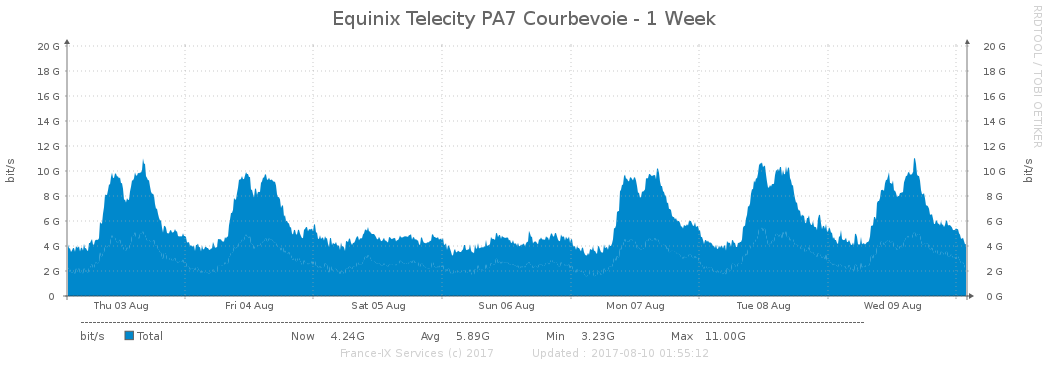 Equinix Telecity PA7 Courbevoie - 1 Week
RRDTOOL / TOBI OETIKER
bit/s
20 G
18 G
16 G
14 G
12 G
10 G
8 G
6 G
4 G
2 G
0
20 G
18 G
16 G
14 G
12 G
10 G
8 G
6 G
4 G
2 G
0 G
bit/s
Thu 03 Aug Fri 04 Aug Sat 05 Aug Sun 06 Aug Mon 07 Aug Tue 08 Aug Wed 09 Aug
bit/s Total Now 4.24G Avg 5.89G Min 3.23G Max 11.00G
France-IX Services (c) 2017 Updated : 2017-08-10 01:55:12